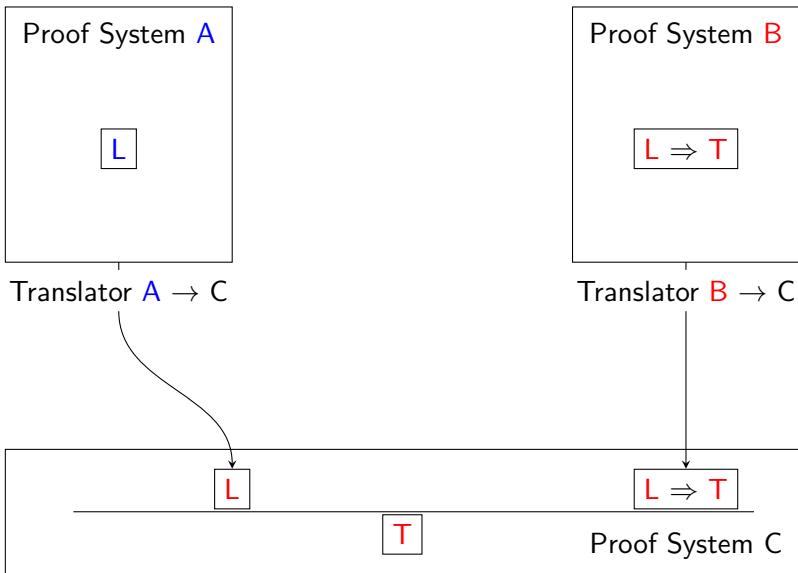 Proof System A
Proof System B
L
L ⇒ T
Translator A → C
Translator B → C
L
L ⇒ T
T
Proof System C